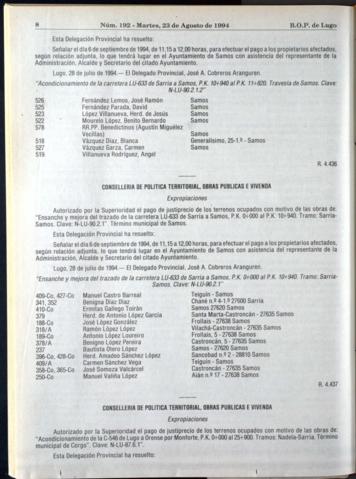 8 Núm. 192 - Martes, 23 de Agosto de 1994 B.O.P. de Lugo
Esta Delegación Provincial ha resuelto:
Señalar el día 6 de septiembre de 1994, de 11,15 a 12,00 horas, para efectuar el pago a los propietarios afectados,
según relación adjunta, lo que tendrá lugar en el Ayuntamiento de Samos con asistencia del representante de la
Administración, Alcalde y Secretario del citado Ayuntamiento.
Lugo, 28 de julio de 1994.— El Delegado Provincial, José A. Cobreros Aranguren.
"Acondicionamiento de la carretera LU-633 de Sarria a Samos, P.K. 10+940 al P.K. 11+820. Travesía de Samos. Clave:
N-LU-90.2.1.2"
526 Fernández Lemos, José Ramón Samos
525 Fernández Parada, David Samos
523 López Villanueva, Herd. de Jesús Samos
522 Mourelo López, Benito Bernardo Samos
578 RR.PP. Benedictinos (Agustín Miguélez
Vecillas) Samos
518 Vázquez Díaz, Blanca Generalísimo, 25-1.º - Samos
527 Vázquez Garza, Carmen Samos
519 Villanueva Rodríguez, Angel
R. 4.436
CONSELLERIA DE POLITICA TERRITORIAL, OBRAS PUBLICAS E VIVENDA
Expropiaciones
Autorizado por la Superioridad el pago de justiprecio de los terrenos ocupados con motivo de las obras de:
"Ensanche y mejora del trazado de la carretera LU-633 de Sarria a Samos, P.K. 0+000 al P.K. 10+940. Tramo: Sarria-
Samos. Clave: N-LU-90.2.1". Término municipal de Samos.
Esta Delegación Provincial ha resuelto:
Señalar el día 6 de septiembre de 1994, de 11,15 a 12,00 horas, para efectuar el pago a los propietarios afectados,
según relación adjunta, lo que tendrá lugar en el Ayuntamiento de Samos con asistencia del representante de la
Administración, Alcalde y Secretario del citado Ayuntamiento.
Lugo, 28 de julio de 1994.— El Delegado Provincial, José A. Cobreros Aranguren.
"Ensanche y mejora del trazado de la carretera LU-633 de Sarria a Samos, P.K. 0+000 al P.K. 10+940. Tramo: Sarria-
Samos. Clave: N-LU-90.2.1"
409-Co, 427-Co Manuel Castro Barreal Teiguín - Samos
341, 352 Benigna Díaz Díaz Chané n.º 4-1.º 27600 Sarria
410-Co Ermitas Gallego Toirán Samos 27620 Samos
379 Herd. de Antonio López García Santa Marta-Castroncán - 27635 Samos
188-Co José López González Frollais - 27638 Samos
318/A Ramón López López Vilachá-Castroncán - 27635 Samos
189-Co Antonio López Loureiro Frollais, 5 - 27638 Samos
378/A Benigno López Pereira Castroncán, 5 - 27635 Samos
237 Bautista Otero López Samos - 27620 Samos
396-Co, 428-Co Herd. Amadeo Sánchez López Sancebad n.º 2 - 28810 Samos
409/A Carmen Sánchez Vega Teiguín - Samos
358-Co, 365-Co José Somoza Valcárcel Castroncán - 27635 Samos
250-Co Manuel Valiña López Aián n.º 17 - 27638 Samos
R. 4.437
CONSELLERIA DE POLITICA TERRITORIAL, OBRAS PUBLICAS E VIVENDA
Expropiaciones
Autorizado por la Superioridad el pago de justiprecio de los terrenos ocupados con motivo de las obras de:
"Acondicionamiento de la C-546 de Lugo a Orense por Monforte, P.K. 0+000 al 25+900. Tramos: Nadela-Sarria. Término
municipal de Corgo". Clave: N-LU-87.6.1".
Esta Delegación Provincial ha resuelto: